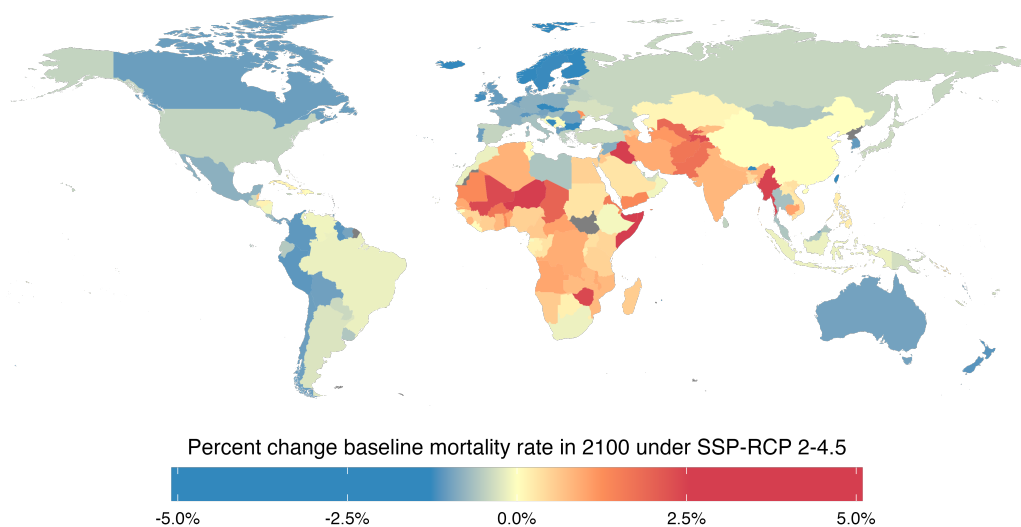 Percent change baseline mortality rate in 2100 under SSP-RCP 2-4.5
-5.0% -2.5% 0.0% 2.5% 5.0%